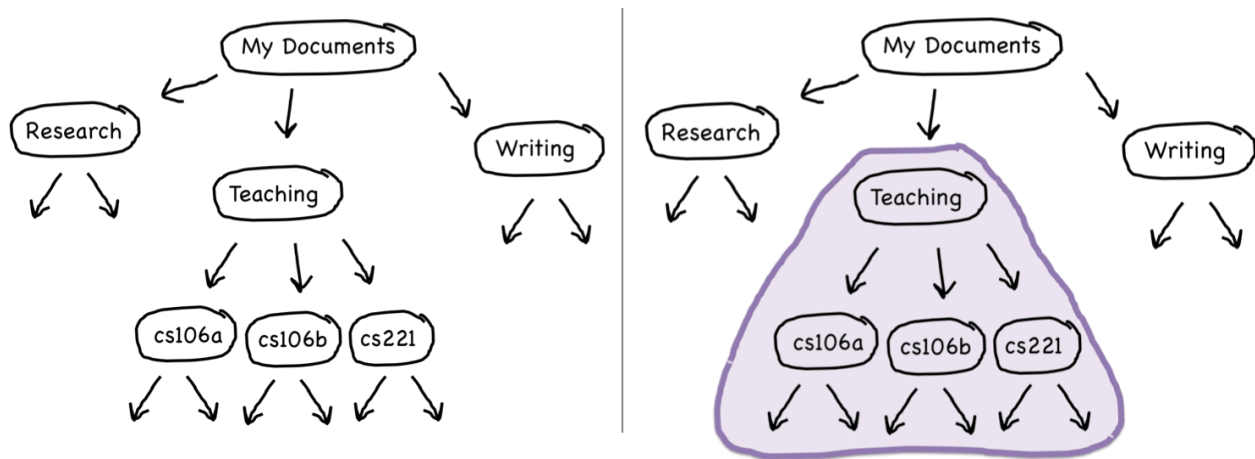 My Documents
Research
Writing
Teaching
cs106a
cs106b
cs221
My Documents
Research
Writing
Teaching
cs106a
cs106b
cs221